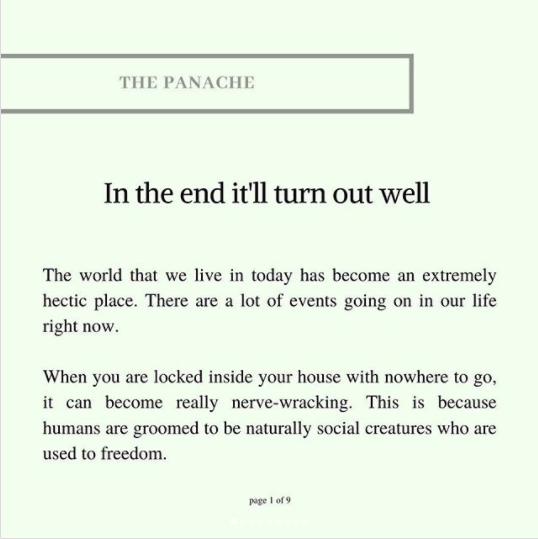 THE PANACHE
In the end it'll turn out well
The world that we live in today has become an extremely
hectic place. There are a lot of events going on in our life
right now.
When you are locked inside your house with nowhere to go,
it can become really nerve-wracking. This is because
humans are groomed to be naturally social creatures who are
used to freedom.
page 1 of 9